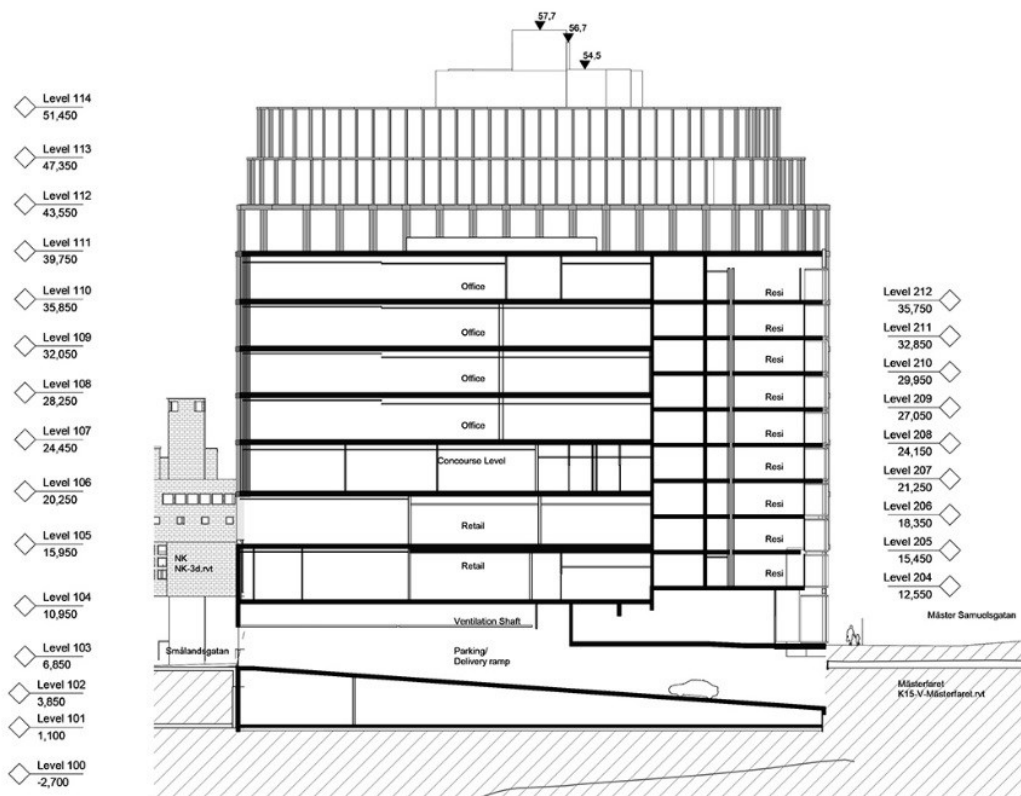 57,7
56,7
54,5
Level 114
51,450
Level 113
47,350
Level 112
43,550
Level 111
39,750
Level 110
35,850
Level 109
32,050
Level 108
28,250
Level 107
24,450
Level 106
20,250
Level 105
15,950
Level 104
10,950
Level 103
6,850
Level 102
3,850
Level 101
1,100
Level 100
-2,700
Office
Office
Office
Office
Concourse Level
Retail
Retail
Ventilation Shaft
Parking/
Delivery ramp
NK
NK-3d.rvt
Smålandsgatan
Resi
Resi
Resi
Resi
Resi
Resi
Resi
Resi
Resi
Level 212
35,750
Level 211
32,850
Level 210
29,950
Level 209
27,050
Level 208
24,150
Level 207
21,250
Level 206
18,350
Level 205
15,450
Level 204
12,550
Mäster Samuelsgatan
Mästerfaret
K15-V-Mästerfaret.rvt